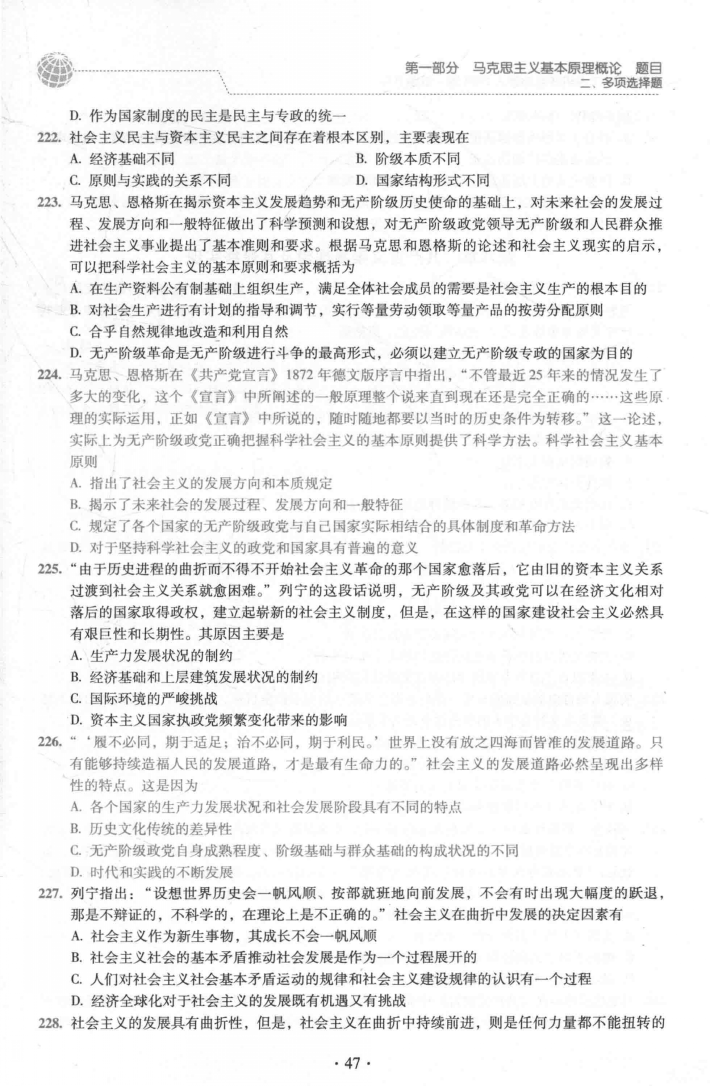 第一部分 马克思主义基本原理概论 题目
二、多项选择题
D. 作为国家制度的民主是民主与专政的统一
222. 社会主义民主与资本主义民主之间存在着根本区别，主要表现在
A. 经济基础不同 B. 阶级本质不同
C. 原则与实践的关系不同 D. 国家结构形式不同
223. 马克思、恩格斯在揭示资本主义发展趋势和无产阶级历史使命的基础上，对未来社会的发展过
程、发展方向和一般特征做出了科学预测和设想，对无产阶级政党领导无产阶级和人民群众推
进社会主义事业提出了基本准则和要求。根据马克思和恩格斯的论述和社会主义现实的启示，
可以把科学社会主义的基本原则和要求概括为
A. 在生产资料公有制基础上组织生产，满足全体社会成员的需要是社会主义生产的根本目的
B. 对社会生产进行有计划的指导和调节，实行等量劳动领取等量产品的按劳分配原则
C. 合乎自然规律地改造和利用自然
D. 无产阶级革命是无产阶级进行斗争的最高形式，必须以建立无产阶级专政的国家为目的
224. 马克思、恩格斯在《共产党宣言》1872 年德文版序言中指出，“不管最近 25 年来的情况发生了
多大的变化，这个《宣言》中所阐述的一般原理整个说来直到现在还是完全正确的……这些原
理的实际运用，正如《宣言》中所说的，随时随地都要以当时的历史条件为转移。”这一论述，
实际上为无产阶级政党正确把握科学社会主义的基本原则提供了科学方法。科学社会主义基本
原则
A. 指出了社会主义的发展方向和本质规定
B. 揭示了未来社会的发展过程、发展方向和一般特征
C. 规定了各个国家的无产阶级政党与自己国家实际相结合的具体制度和革命方法
D. 对于坚持科学社会主义的政党和国家具有普遍的意义
225. “由于历史进程的曲折而不得不开始社会主义革命的那个国家愈落后，它由旧的资本主义关系
过渡到社会主义关系就愈困难。”列宁的这段话说明，无产阶级及其政党可以在经济文化相对
落后的国家取得政权，建立起崭新的社会主义制度，但是，在这样的国家建设社会主义必然具
有艰巨性和长期性。其原因主要是
A. 生产力发展状况的制约
B. 经济基础和上层建筑发展状况的制约
C. 国际环境的严峻挑战
D. 资本主义国家执政党频繁变化带来的影响
226. “‘履不必同，期于适足；治不必同，期于利民。’世界上没有放之四海而皆准的发展道路。只
有能够持续造福人民的发展道路，才是最有生命力的。”社会主义的发展道路必然呈现出多样
性的特点。这是因为
A. 各个国家的生产力发展状况和社会发展阶段具有不同的特点
B. 历史文化传统的差异性
C. 无产阶级政党自身成熟程度、阶级基础与群众基础的构成状况的不同
D. 时代和实践的不断发展
227. 列宁指出：“设想世界历史会一帆风顺、按部就班地向前发展，不会有时出现大幅度的跃退，
那是不辩证的，不科学的，在理论上是不正确的。”社会主义在曲折中发展的决定因素有
A. 社会主义作为新生事物，其成长不会一帆风顺
B. 社会主义社会的基本矛盾推动社会发展是作为一个过程展开的
C. 人们对社会主义社会基本矛盾运动的规律和社会主义建设规律的认识有一个过程
D. 经济全球化对于社会主义的发展既有机遇又有挑战
228. 社会主义的发展具有曲折性，但是，社会主义在曲折中持续前进，则是任何力量都不能扭转的
· 47 ·